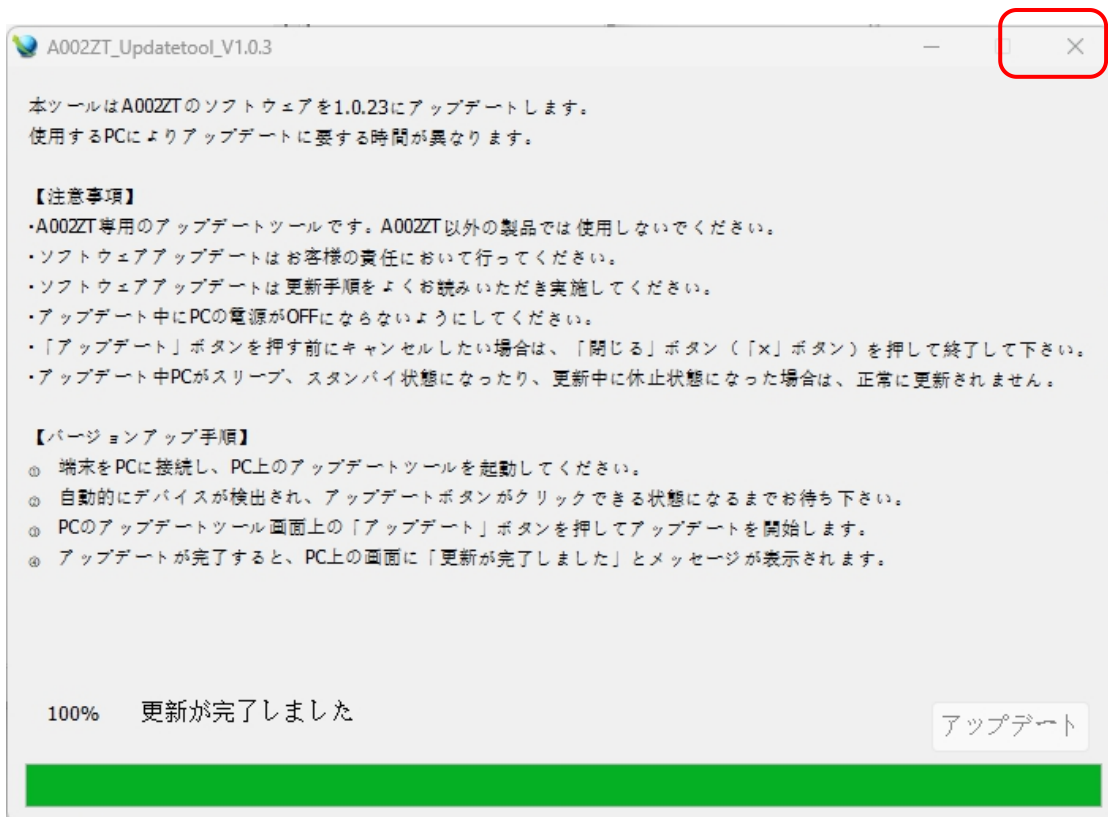 A002ZT_Updatetool_V1.0.3
本ツールはA002ZTのソフトウェアを1.0.23にアップデートします。
使用するPCによりアップデートに要する時間が異なります。
【注意事項】
・A002ZT専用のアップデートツールです。A002ZT以外の製品では使用しないでください。
・ソフトウェアアップデートはお客様の責任において行ってください。
・ソフトウェアアップデートは更新手順をよくお読みいただき実施してください。
・アップデート中にPCの電源がOFFにならないようにしてください。
・「アップデート」ボタンを押す前にキャンセルしたい場合は、「閉じる」ボタン（「×」ボタン）を押して終了して下さい。
・アップデート中PCがスリープ、スタンバイ状態になったり、更新中に休止状態になった場合は、正常に更新されません。
【バージョンアップ手順】
① 端末をPCに接続し、PC上のアップデートツールを起動してください。
② 自動的にデバイスが検出され、アップデートボタンがクリックできる状態になるまでお待ち下さい。
③ PCのアップデートツール画面上の「アップデート」ボタンを押してアップデートを開始します。
④ アップデートが完了すると、PC上の画面に「更新が完了しました」とメッセージが表示されます。
100% 更新が完了しました
アップデート